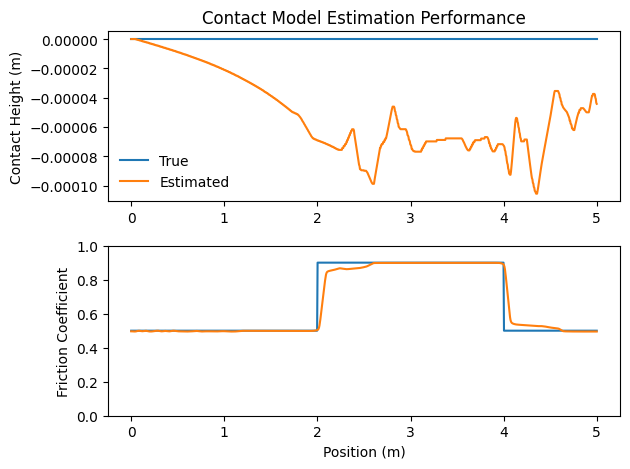 Contact Model Estimation Performance
Contact Height (m)
0.00000
−0.00002
−0.00004
−0.00006
−0.00008
−0.00010
True
Estimated
0 1 2 3 4 5
Friction Coefficient
1.0
0.8
0.6
0.4
0.2
0.0
0 1 2 3 4 5
Position (m)